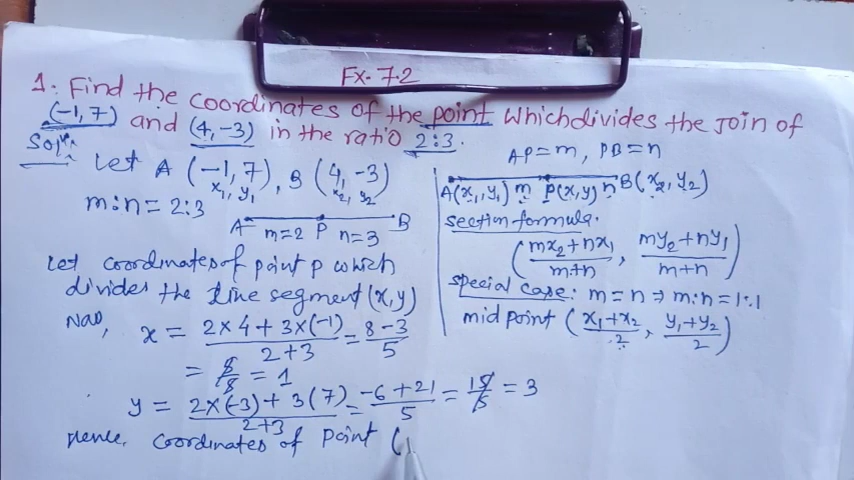 Ex. 7.2
1. Find the coordinates of the point which divides the join of
(-1, 7) and (4, -3) in the ratio 2:3.
Solⁿ: Let A (-1, 7), B (4, -3)
x₁, y₁ x₂, y₂
m:n = 2:3
A P B
m=2 n=3
Let coordinates of point p which
divides the line segment (x, y)
Now,
x = (2×4+3×(-1))/(2+3) = (8-3)/5
= 5/5 = 1
y = (2×(-3)+3(7))/(2+3) = (-6+21)/5 = 15/5 = 3
Hence, coordinates of point (
AP=m, PB=n
A(x₁, y₁) m P(x, y) n B(x₂, y₂)
section formula.
((mx₂+nx₁)/(m+n), (my₂+ny₁)/(m+n))
special case: m=n ⇒ m:n=1:1
mid point ((x₁+x₂)/2, (y₁+y₂)/2)